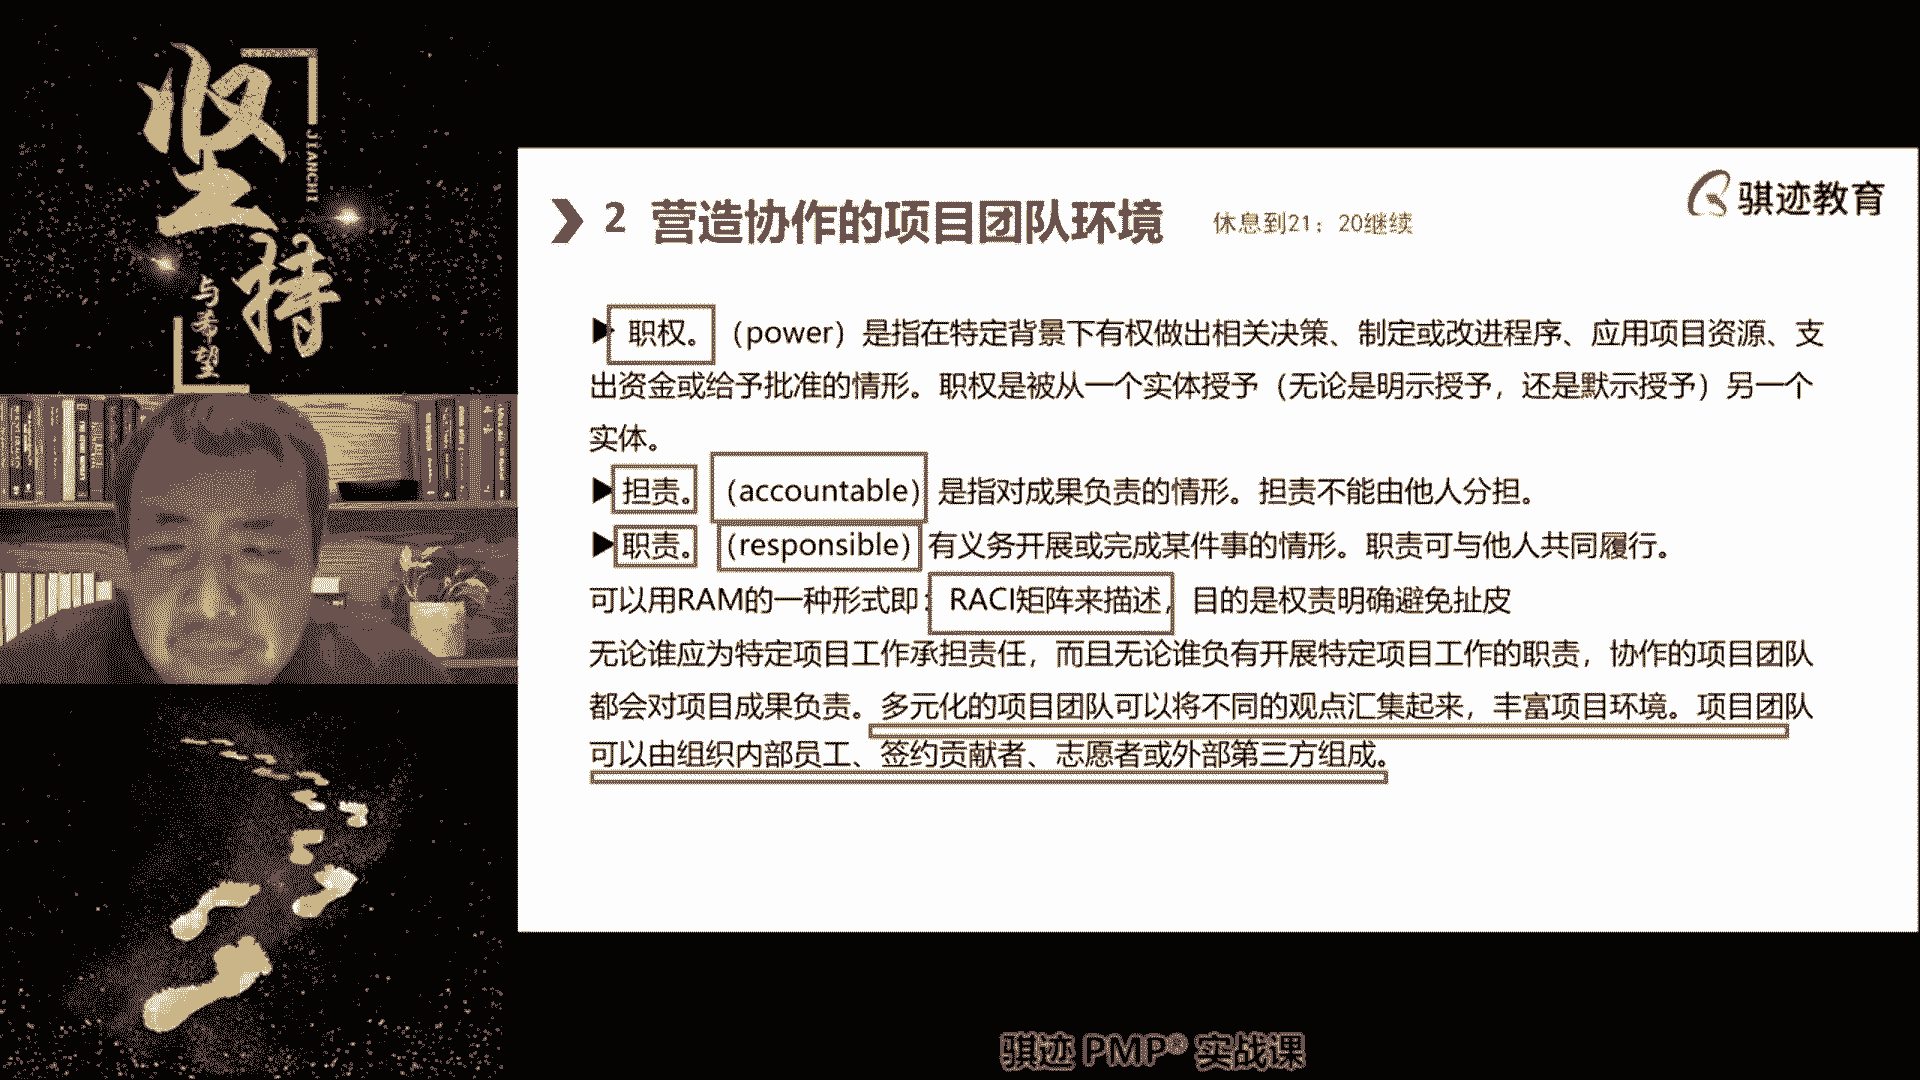 坚
持
JIANCHI
与希望
骐迹教育
2 营造协作的项目团队环境 休息到21：20继续
职权。（power）是指在特定背景下有权做出相关决策、制定或改进程序、应用项目资源、支
出资金或给予批准的情形。职权是被从一个实体授予（无论是明示授予，还是默示授予）另一个
实体。
担责。（accountable）是指对成果负责的情形。担责不能由他人分担。
职责。（responsible）有义务开展或完成某件事的情形。职责可与他人共同履行。
可以用RAM的一种形式即：RACI矩阵来描述，目的是权责明确避免扯皮
无论谁应为特定项目工作承担责任，而且无论谁负有开展特定项目工作的职责，协作的项目团队
都会对项目成果负责。多元化的项目团队可以将不同的观点汇集起来，丰富项目环境。项目团队
可以由组织内部员工、签约贡献者、志愿者或外部第三方组成。
骐迹 PMP® 实战课